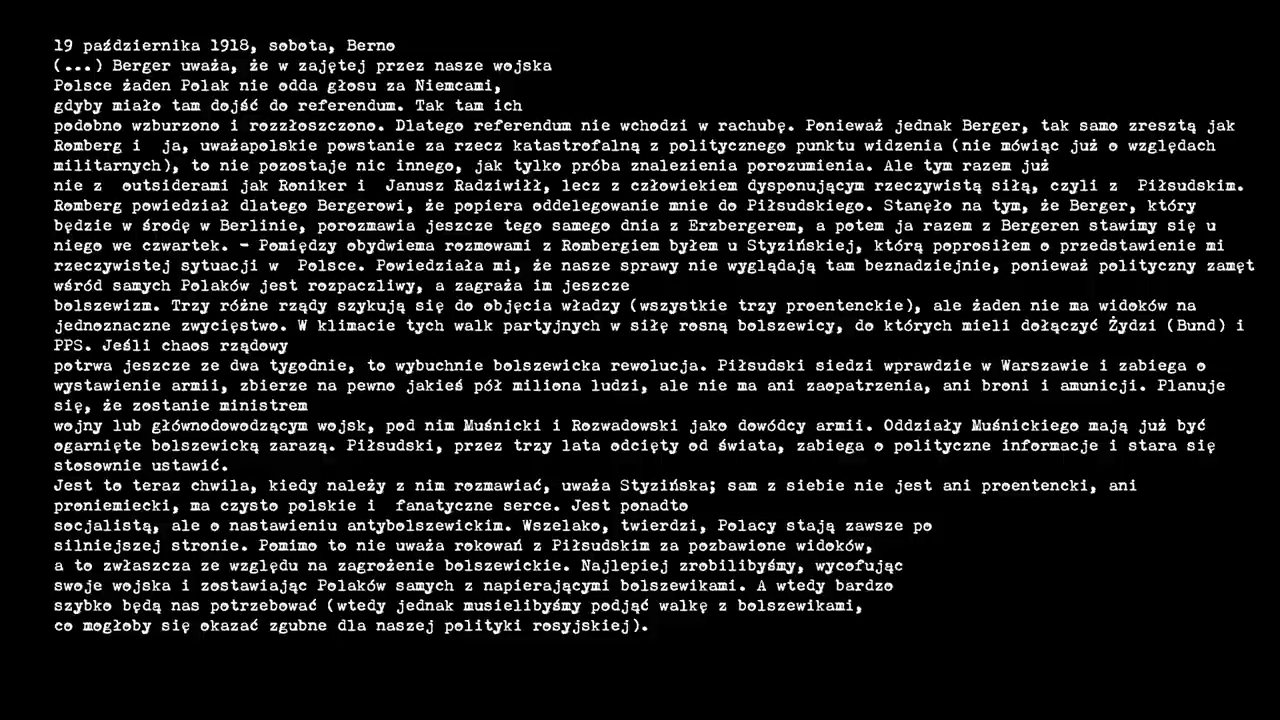 19 października 1918, sobota, Berno
(...) Berger uważa, że w zajętej przez nasze wojska
Polsce żaden Polak nie odda głosu za Niemcami,
gdyby miało tam dojść do referendum. Tak tam ich
podobno wzburzono i rozzłoszczono. Dlatego referendum nie wchodzi w rachubę. Ponieważ jednak Berger, tak samo zresztą jak
Romberg i  ja, uważapolskie powstanie za rzecz katastrofalną z politycznego punktu widzenia (nie mówiąc już o względach
militarnych), to nie pozostaje nic innego, jak tylko próba znalezienia porozumienia. Ale tym razem już
nie z  outsiderami jak Roniker i  Janusz Radziwiłł, lecz z człowiekiem dysponującym rzeczywistą siłą, czyli z  Piłsudskim.
Romberg powiedział dlatego Bergerowi, że popiera oddelegowanie mnie do Piłsudskiego. Stanęło na tym, że Berger, który
będzie w środę w Berlinie, porozmawia jeszcze tego samego dnia z Erzbergerem, a potem ja razem z Bergeren stawimy się u
niego we czwartek. – Pomiędzy obydwiema rozmowami z Rombergiem byłem u Styzińskiej, którą poprosiłem o przedstawienie mi
rzeczywistej sytuacji w  Polsce. Powiedziała mi, że nasze sprawy nie wyglądają tam beznadziejnie, ponieważ polityczny zamęt
wśród samych Polaków jest rozpaczliwy, a zagraża im jeszcze
bolszewizm. Trzy różne rządy szykują się do objęcia władzy (wszystkie trzy proentenckie), ale żaden nie ma widoków na
jednoznaczne zwycięstwo. W klimacie tych walk partyjnych w siłę rosną bolszewicy, do których mieli dołączyć Żydzi (Bund) i
PPS. Jeśli chaos rządowy
potrwa jeszcze ze dwa tygodnie, to wybuchnie bolszewicka rewolucja. Piłsudski siedzi wprawdzie w Warszawie i zabiega o
wystawienie armii, zbierze na pewno jakieś pół miliona ludzi, ale nie ma ani zaopatrzenia, ani broni i amunicji. Planuje
się, że zostanie ministrem
wojny lub głównodowodzącym wojsk, pod nim Muśnicki i Rozwadowski jako dowódcy armii. Oddziały Muśnickiego mają już być
ogarnięte bolszewicką zarazą. Piłsudski, przez trzy lata odcięty od świata, zabiega o polityczne informacje i stara się
stosownie ustawić.
Jest to teraz chwila, kiedy należy z nim rozmawiać, uważa Styzińska; sam z siebie nie jest ani proentencki, ani
proniemiecki, ma czysto polskie i  fanatyczne serce. Jest ponadto
socjalistą, ale o nastawieniu antybolszewickim. Wszelako, twierdzi, Polacy stają zawsze po
silniejszej stronie. Pomimo to nie uważa rokowań z Piłsudskim za pozbawione widoków,
a to zwłaszcza ze względu na zagrożenie bolszewickie. Najlepiej zrobilibyśmy, wycofując
swoje wojska i zostawiając Polaków samych z napierającymi bolszewikami. A wtedy bardzo
szybko będą nas potrzebować (wtedy jednak musielibyśmy podjąć walkę z bolszewikami,
co mogłoby się okazać zgubne dla naszej polityki rosyjskiej).